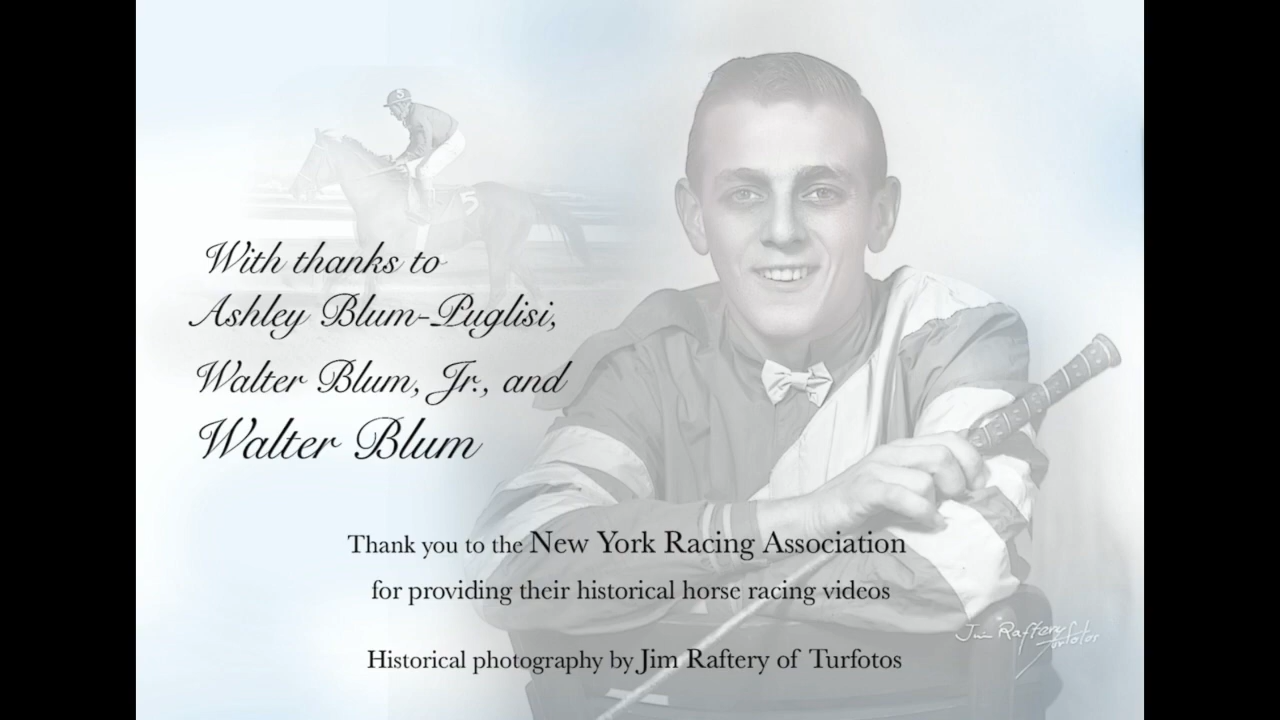 With thanks to
Ashley Blum-Puglisi,
Walter Blum, Jr., and
Walter Blum
Thank you to the New York Racing Association
for providing their historical horse racing videos
Historical photography by Jim Raftery of Turfotos
Jim Raftery
Turfotos
5